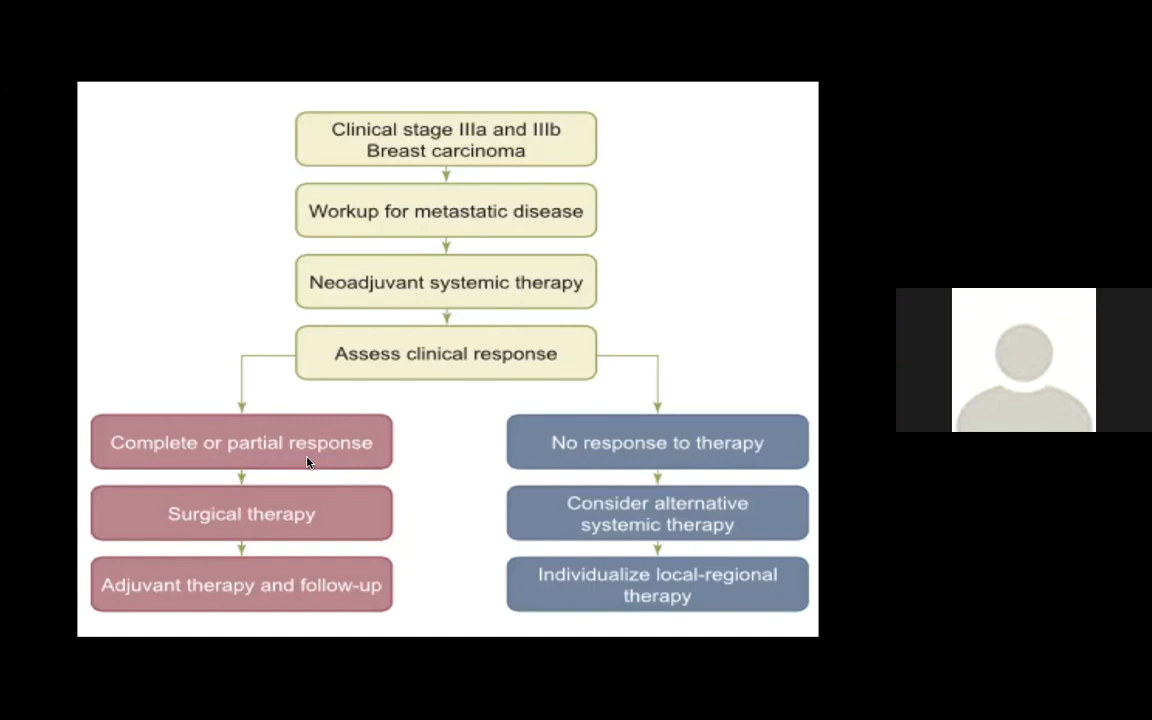 Clinical stage IIIa and IIIb
Breast carcinoma
Workup for metastatic disease
Neoadjuvant systemic therapy
Assess clinical response
Complete or partial response
Surgical therapy
Adjuvant therapy and follow-up
No response to therapy
Consider alternative
systemic therapy
Individualize local-regional
therapy